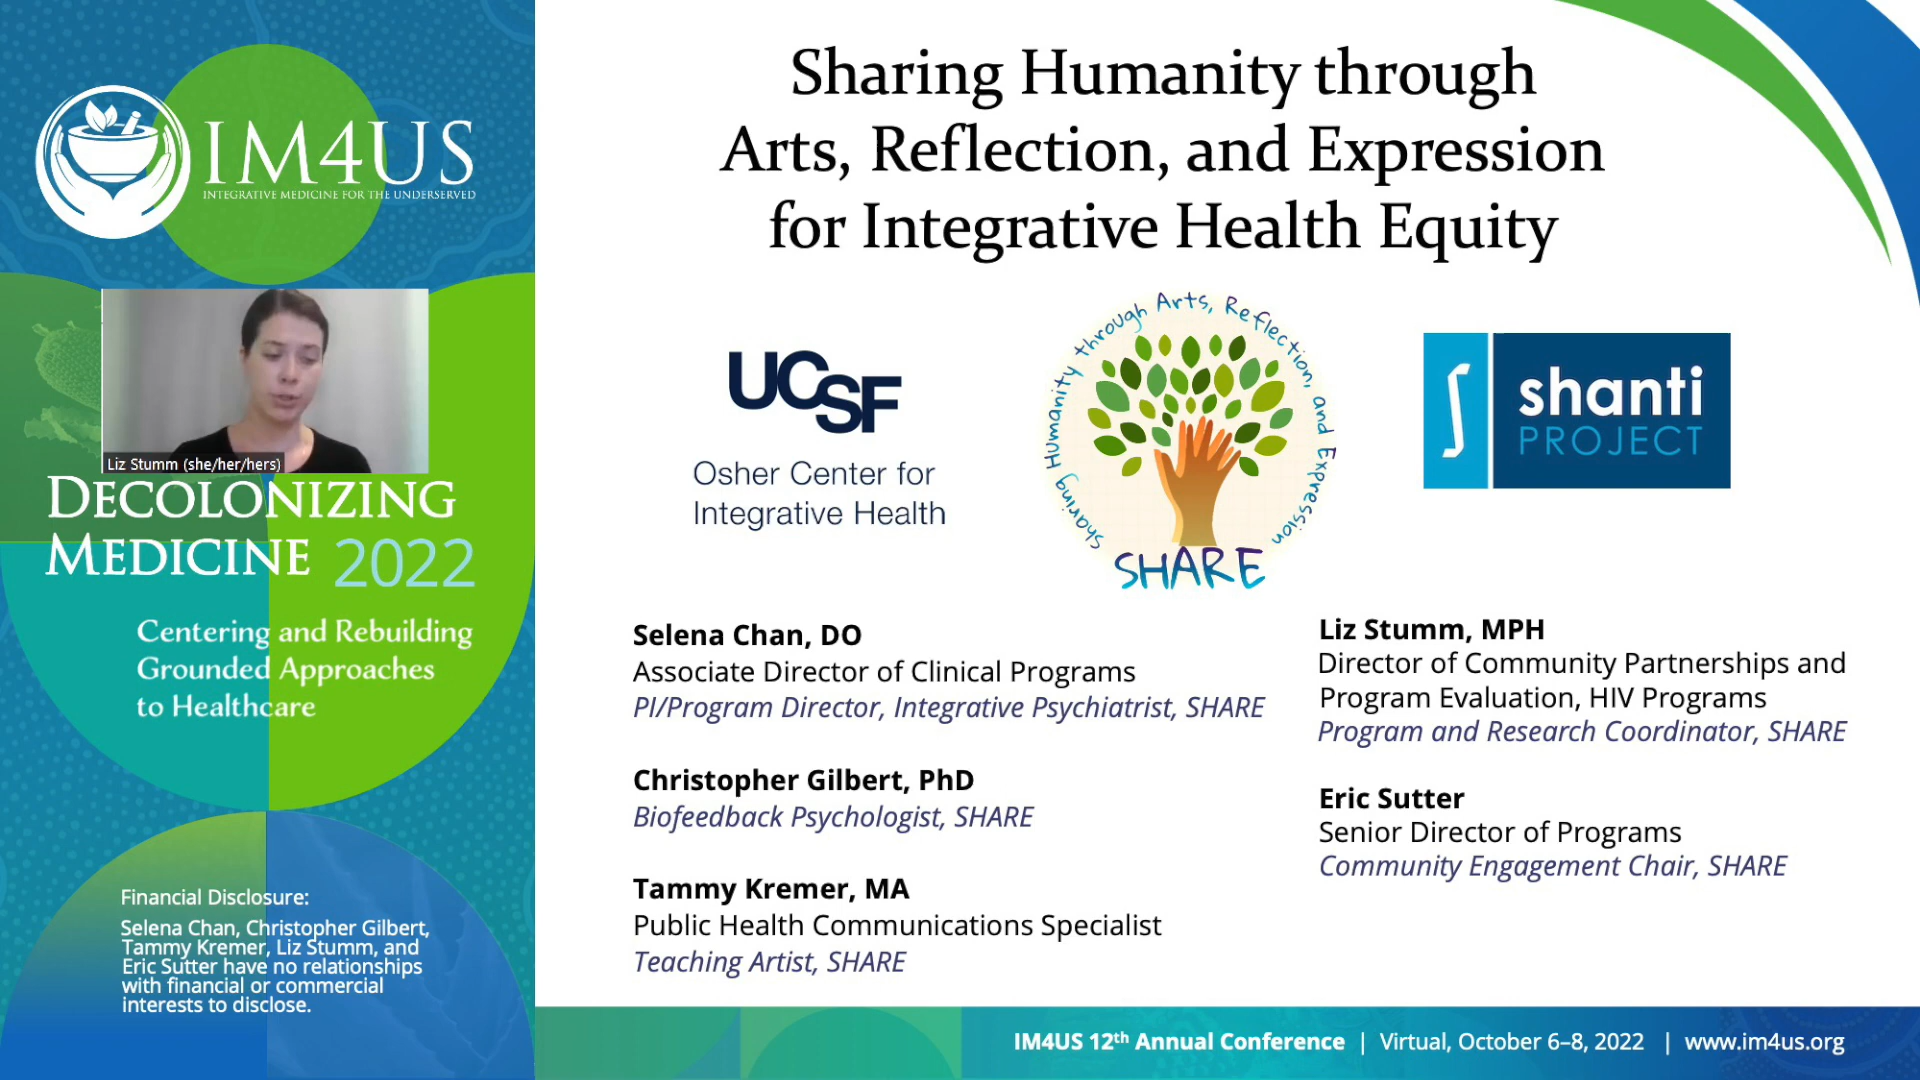 IM4US
INTEGRATIVE MEDICINE FOR THE UNDERSERVED
Liz Stumm (she/her/hers)
DECOLONIZING
MEDICINE 2022
Centering and Rebuilding
Grounded Approaches
to Healthcare
Financial Disclosure:
Selena Chan, Christopher Gilbert,
Tammy Kremer, Liz Stumm, and
Eric Sutter have no relationships
with financial or commercial
interests to disclose.
Sharing Humanity through
Arts, Reflection, and Expression
for Integrative Health Equity
UCSF
Osher Center for
Integrative Health
Sharing Humanity through Arts, Reflection, and Expression
SHARE
shanti
PROJECT
Selena Chan, DO
Associate Director of Clinical Programs
PI/Program Director, Integrative Psychiatrist, SHARE
Christopher Gilbert, PhD
Biofeedback Psychologist, SHARE
Tammy Kremer, MA
Public Health Communications Specialist
Teaching Artist, SHARE
Liz Stumm, MPH
Director of Community Partnerships and
Program Evaluation, HIV Programs
Program and Research Coordinator, SHARE
Eric Sutter
Senior Director of Programs
Community Engagement Chair, SHARE
IM4US 12th Annual Conference | Virtual, October 6–8, 2022 | www.im4us.org